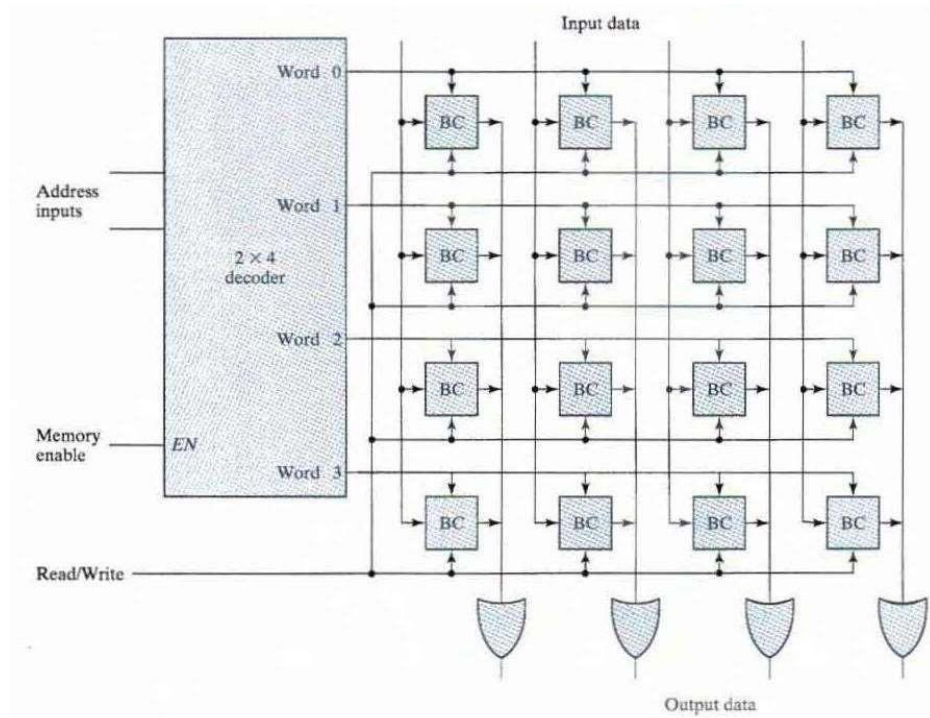 Input data
Word 0
BC BC BC BC
Address
inputs
Word 1
2 × 4
decoder
BC BC BC BC
Word 2
BC BC BC BC
Memory
enable
EN
Word 3
BC BC BC BC
Read/Write
Output data